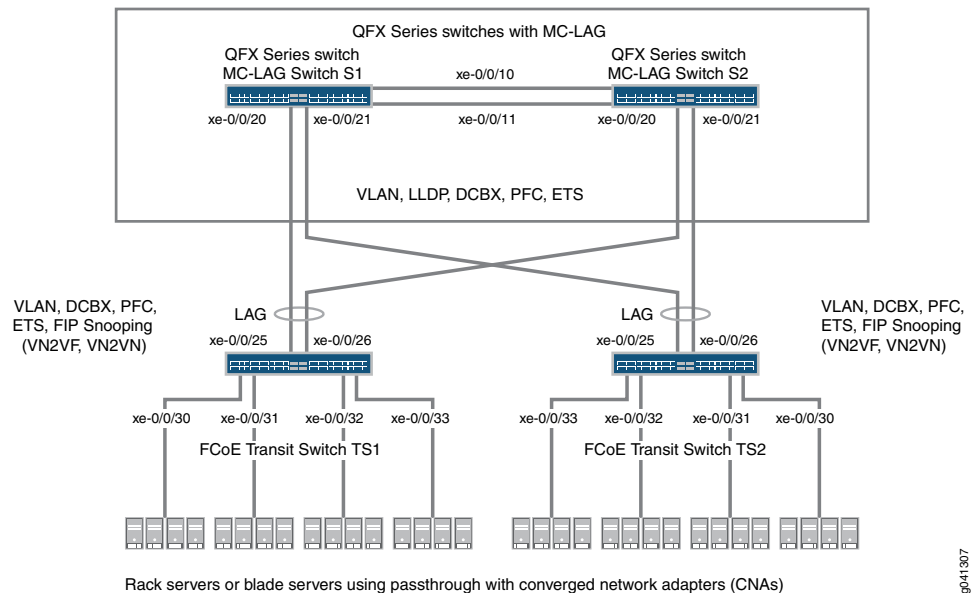 QFX Series switches with MC-LAG
QFX Series switch
MC-LAG Switch S1
QFX Series switch
MC-LAG Switch S2
xe-0/0/10
xe-0/0/20
xe-0/0/21
xe-0/0/11
xe-0/0/20
xe-0/0/21
VLAN, LLDP, DCBX, PFC, ETS
VLAN, DCBX, PFC,
ETS, FIP Snooping
(VN2VF, VN2VN)
LAG
LAG
VLAN, DCBX, PFC,
ETS, FIP Snooping
(VN2VF, VN2VN)
xe-0/0/25
xe-0/0/26
xe-0/0/25
xe-0/0/26
xe-0/0/30
xe-0/0/31
xe-0/0/32
xe-0/0/33
xe-0/0/33
xe-0/0/32
xe-0/0/31
xe-0/0/30
FCoE Transit Switch TS1
FCoE Transit Switch TS2
Rack servers or blade servers using passthrough with converged network adapters (CNAs)
g041307